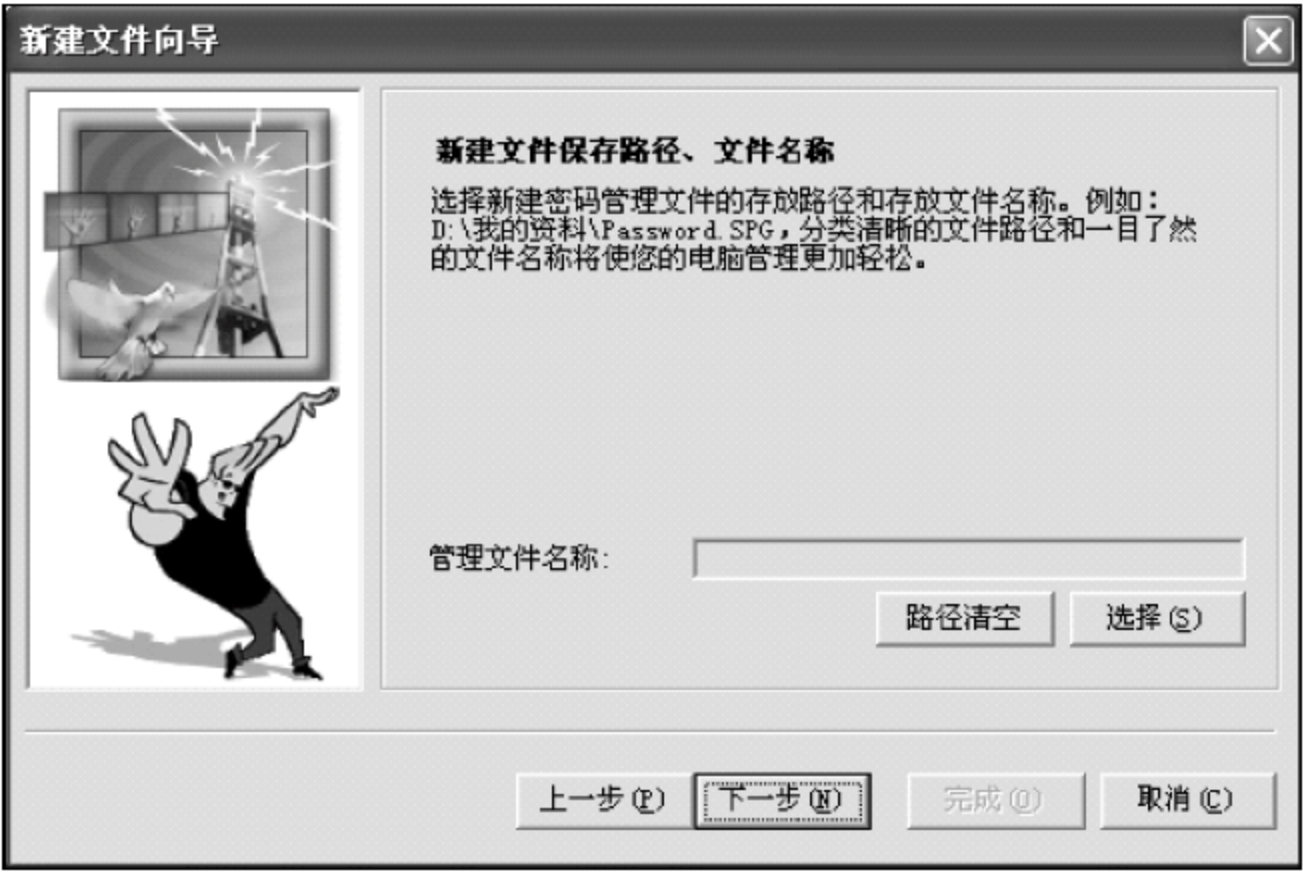 新建文件向导
新建文件保存路径、文件名称
选择新建密码管理文件的存放路径和存放文件名称。例如：
D:\我的资料\Password.SPG，分类清晰的文件路径和一目了然
的文件名称将使您的电脑管理更加轻松。
管理文件名称:
路径清空 选择(S)
上一步(P) 下一步(N) 完成(O) 取消(C)